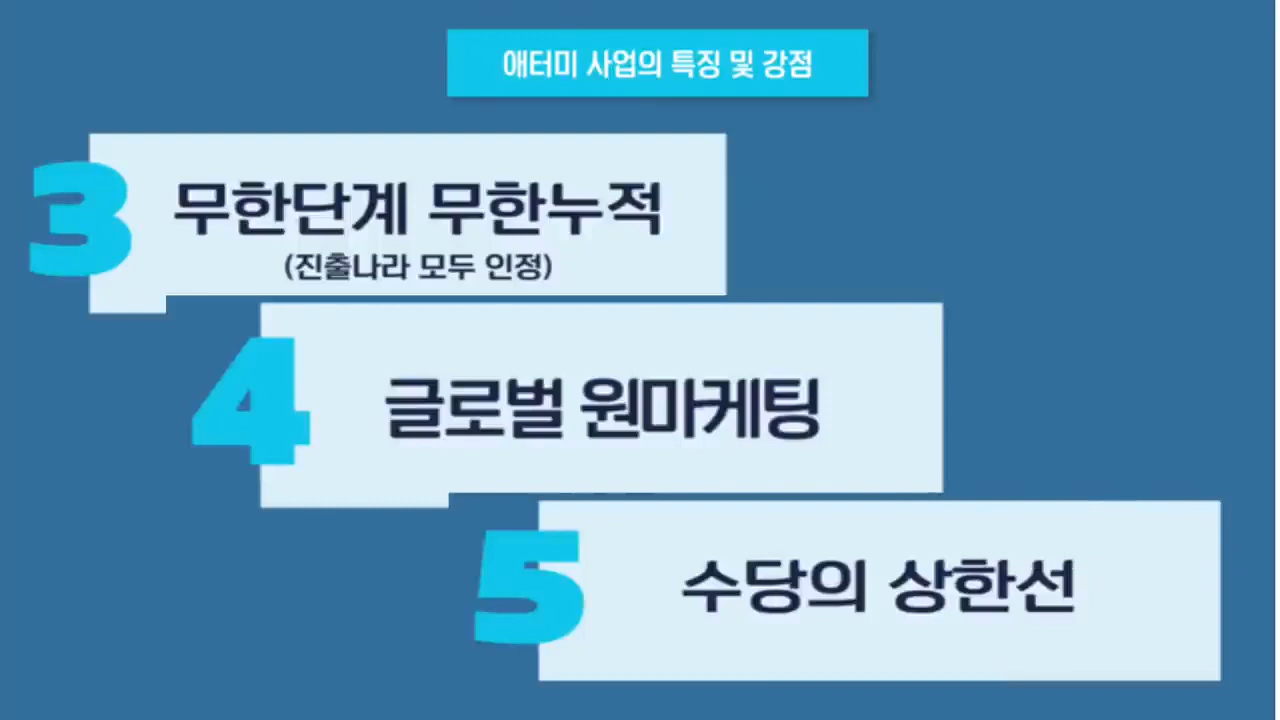 애터미 사업의 특징 및 강점
3
무한단계 무한누적
(진출나라 모두 인정)
4
글로벌 원마케팅
5
수당의 상한선